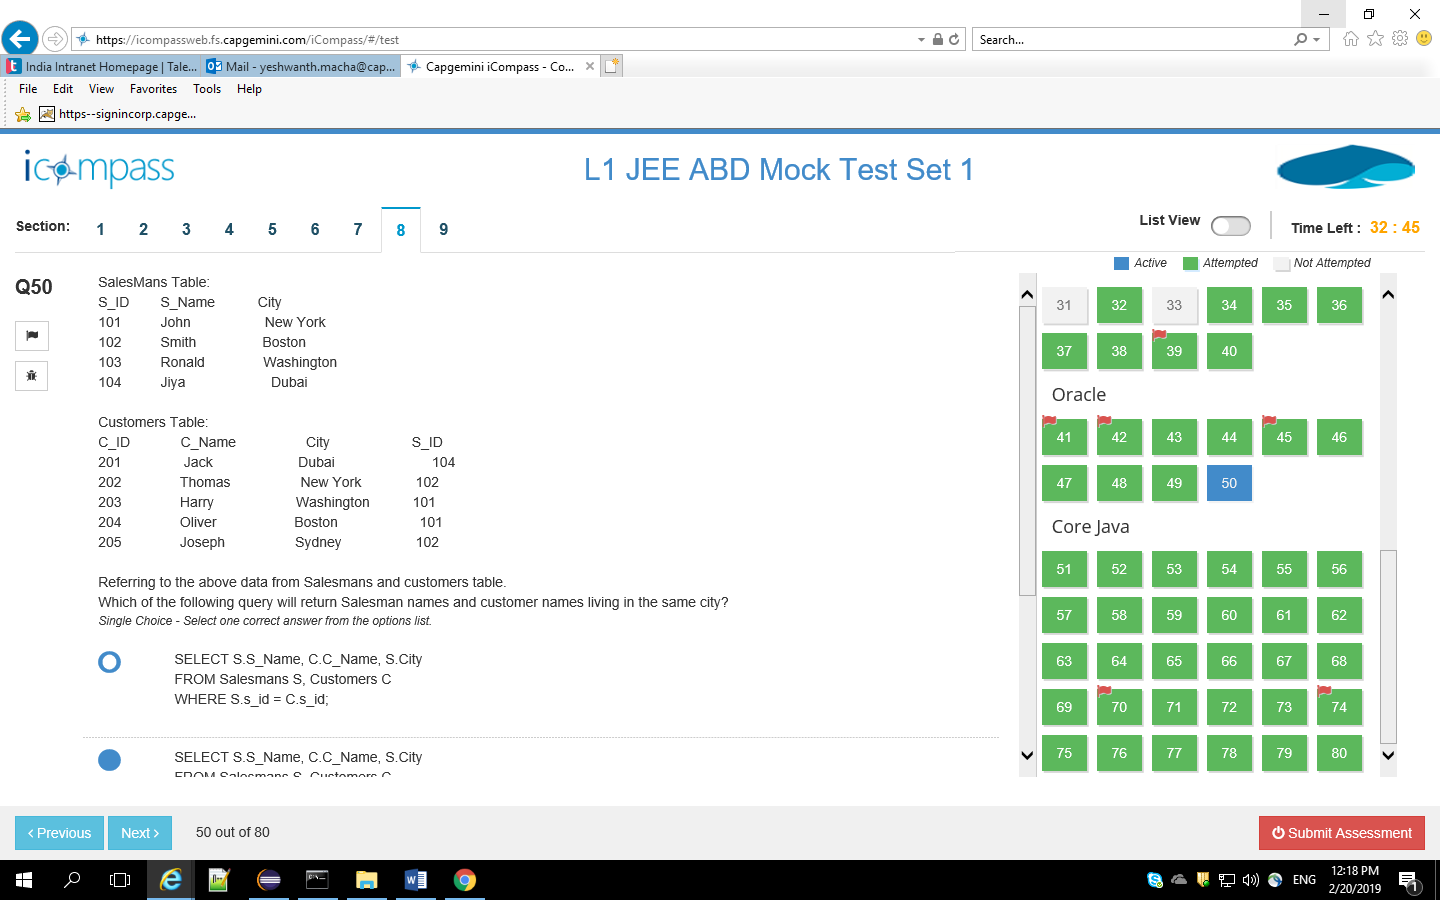 https://icompassweb.fs.capgemini.com/iCompass/#/test
Search...
India Intranet Homepage | Tale...
Mail - yeshwanth.macha@cap...
Capgemini iCompass - Co...
File Edit View Favorites Tools Help
https--signincorp.capge...
icompass
L1 JEE ABD Mock Test Set 1
Section: 1 2 3 4 5 6 7 8 9
List View
Time Left : 32 : 45
Active Attempted Not Attempted
Q50
SalesMans Table:
S_ID S_Name City
101 John New York
102 Smith Boston
103 Ronald Washington
104 Jiya Dubai
Customers Table:
C_ID C_Name City S_ID
201 Jack Dubai 104
202 Thomas New York 102
203 Harry Washington 101
204 Oliver Boston 101
205 Joseph Sydney 102
Referring to the above data from Salesmans and customers table.
Which of the following query will return Salesman names and customer names living in the same city?
Single Choice - Select one correct answer from the options list.
SELECT S.S_Name, C.C_Name, S.City
FROM Salesmans S, Customers C
WHERE S.s_id = C.s_id;
SELECT S.S_Name, C.C_Name, S.City
FROM Salesmans S, Customers C
31 32 33 34 35 36
37 38 39 40
Oracle
41 42 43 44 45 46
47 48 49 50
Core Java
51 52 53 54 55 56
57 58 59 60 61 62
63 64 65 66 67 68
69 70 71 72 73 74
75 76 77 78 79 80
Previous
Next
50 out of 80
Submit Assessment
ENG
12:18 PM
2/20/2019
1